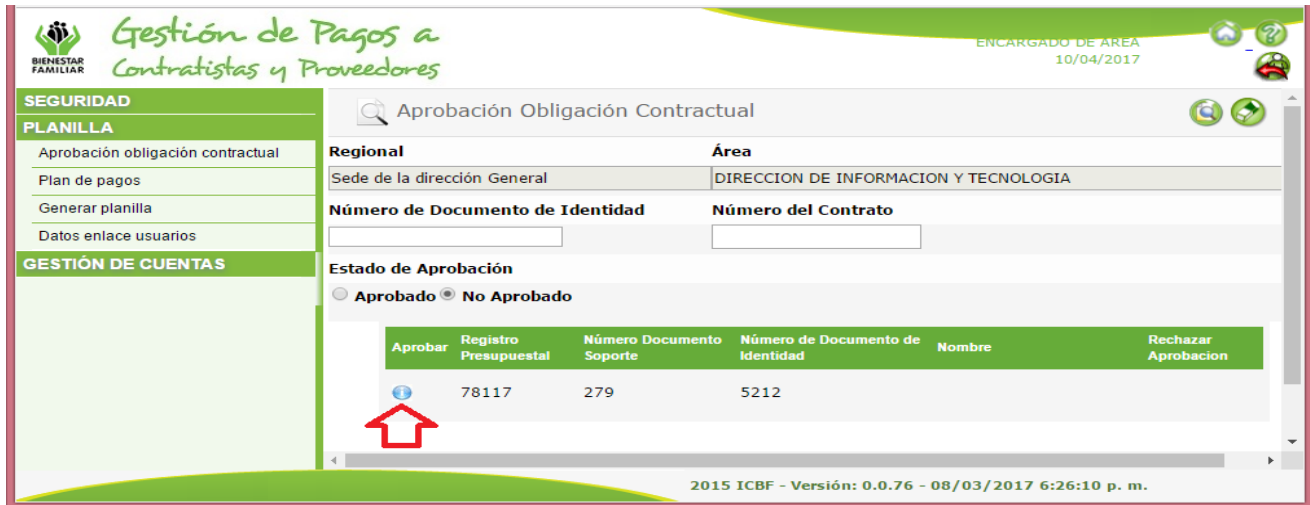 Gestión de Pagos a
Contratistas y Proveedores
BIENESTAR
FAMILIAR
ENCARGADO DE AREA
10/04/2017
SEGURIDAD
PLANILLA
Aprobación obligación contractual
Plan de pagos
Generar planilla
Datos enlace usuarios
GESTIÓN DE CUENTAS
Aprobación Obligación Contractual
Regional Área
Sede de la dirección General DIRECCION DE INFORMACION Y TECNOLOGIA
Número de Documento de Identidad Número del Contrato
Estado de Aprobación
Aprobado No Aprobado
Aprobar Registro Presupuestal Número Documento Soporte Número de Documento de Identidad Nombre Rechazar Aprobacion
78117 279 5212
2015 ICBF - Versión: 0.0.76 - 08/03/2017 6:26:10 p. m.